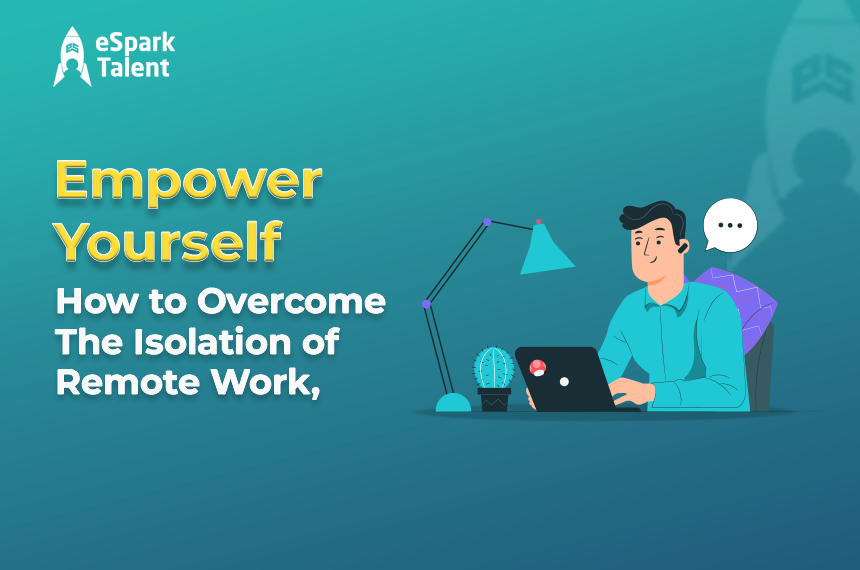 eSpark
Talent
Empower
Yourself
How to Overcome
The Isolation of
Remote Work,